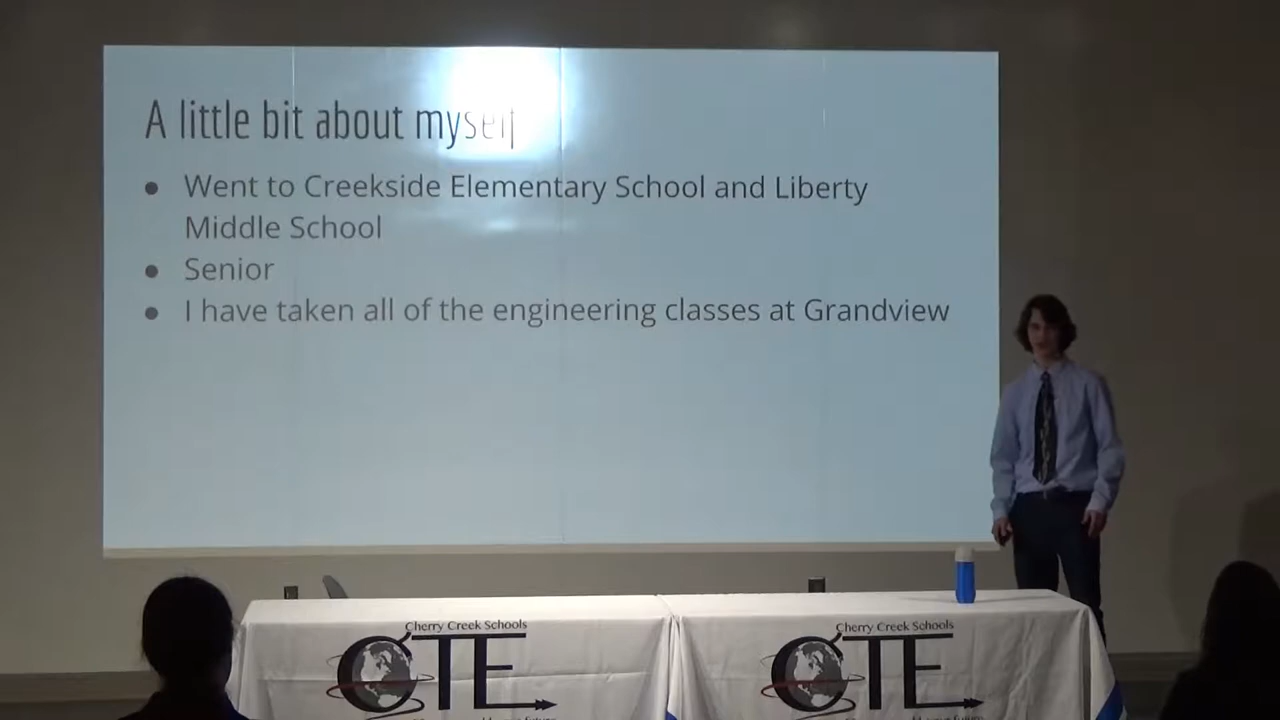 A little bit about myself
● Went to Creekside Elementary School and Liberty
Middle School
● Senior
● I have taken all of the engineering classes at Grandview
Cherry Creek Schools
CTE
Cherry Creek Schools
CTE